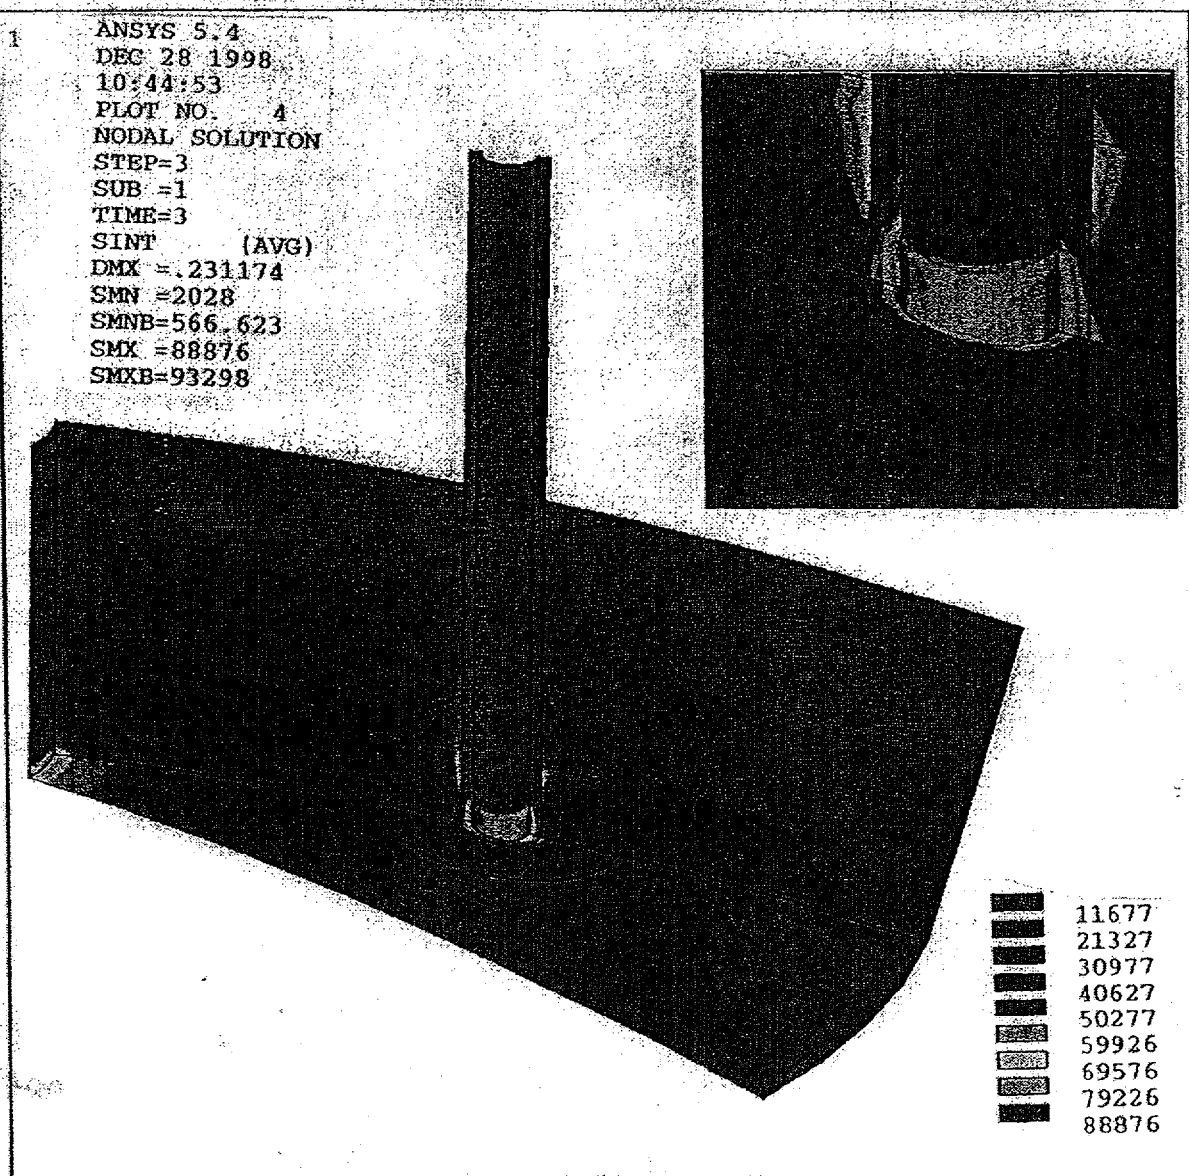 1
ANSYS 5.4
DEC 28 1998
10:44:53
PLOT NO. 4
NODAL SOLUTION
STEP=3
SUB =1
TIME=3
SINT (AVG)
DMX =.231174
SMN =2028
SMNB=566.623
SMX =88876
SMXB=93298
11677
21327
30977
40627
50277
59926
69576
79226
88876